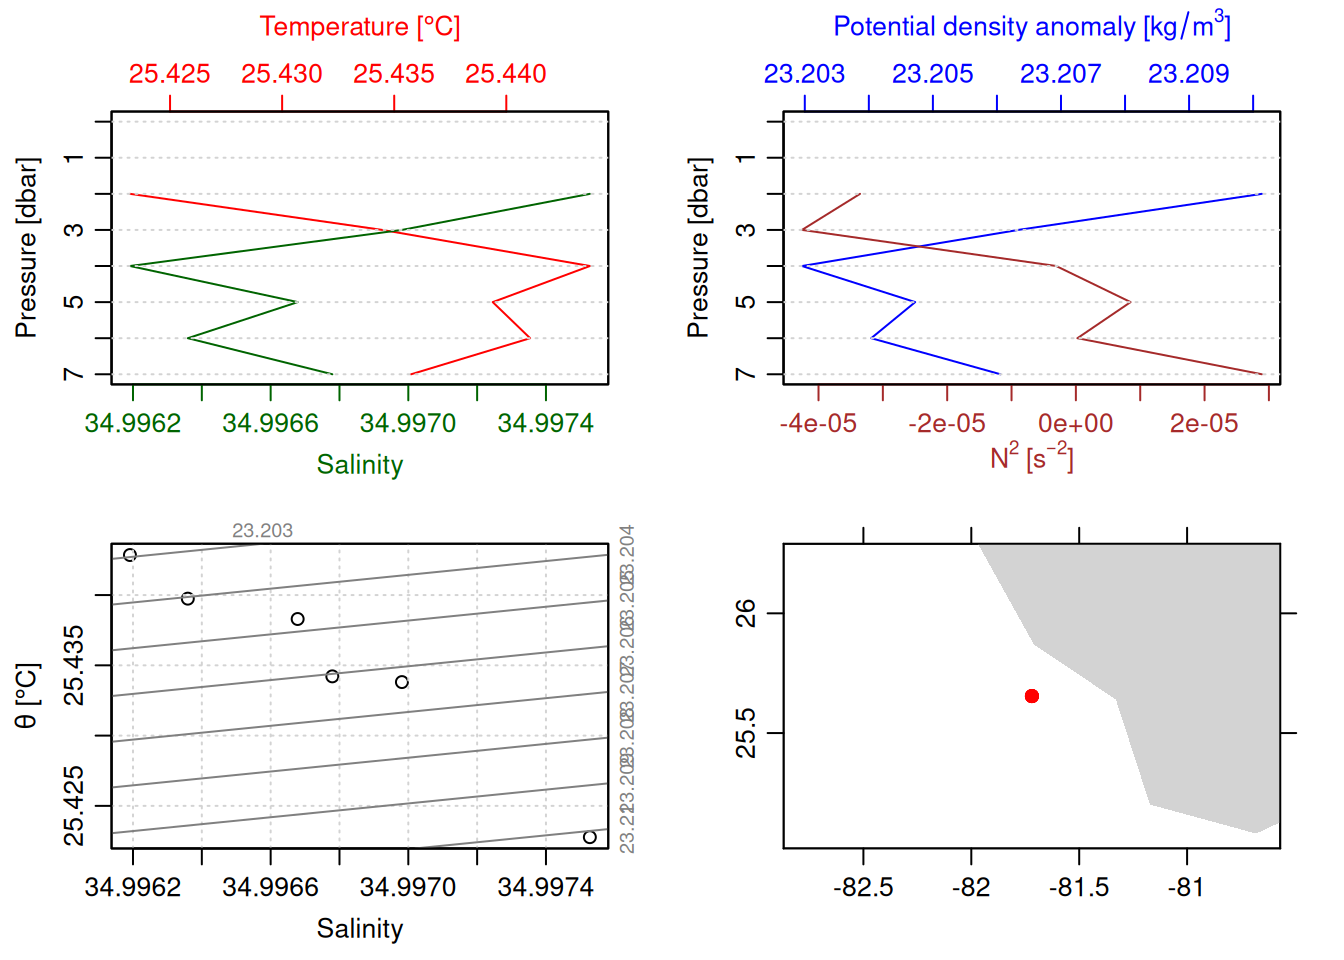 Temperature [°C]
25.425 25.430 25.435 25.440
Pressure [dbar]
1
3
5
7
34.9962 34.9966 34.9970 34.9974
Salinity
Potential density anomaly [kg/m³]
23.203 23.205 23.207 23.209
Pressure [dbar]
1
3
5
7
-4e-05 -2e-05 0e+00 2e-05
N² [s⁻²]
23.203
23.204
θ [°C]
25.435
25.425
34.9962 34.9966 34.9970 34.9974
Salinity
26
25.5
-82.5 -82 -81.5 -81